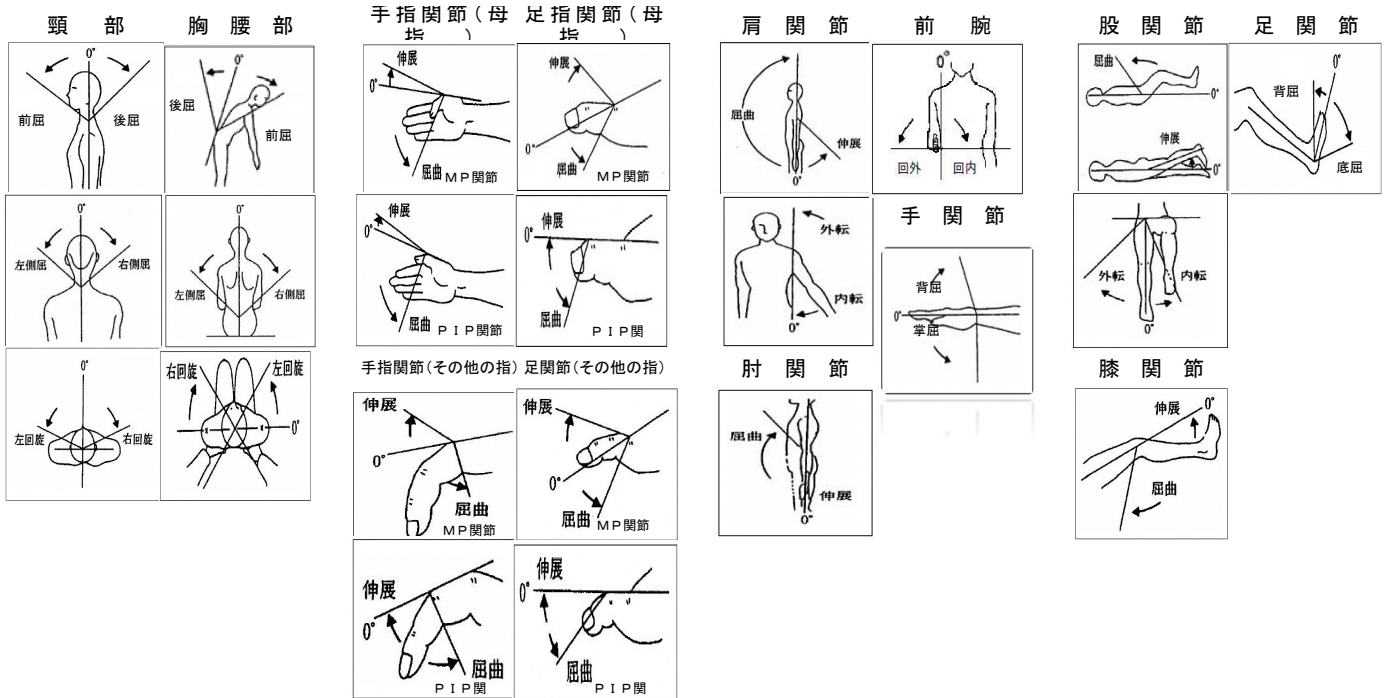 頸 部
0°
前屈
後屈
0°
左側屈
右側屈
0°
左回旋
右回旋
胸 腰 部
0°
後屈
前屈
0°
左側屈
右側屈
右回旋
左回旋
0°
手指関節(母
指 )
伸展
0°
屈曲
MP関節
伸展
0°
屈曲
PIP関節
手指関節(その他の指)
伸展
0°
屈曲
MP関節
伸展
0°
屈曲
PIP関
足指関節(母
指 )
伸展
0°
屈曲
MP関節
伸展
0°
屈曲
PIP関
足関節(その他の指)
伸展
0°
屈曲
MP関節
伸展
0°
屈曲
PIP関
肩 関 節
屈曲
伸展
0°
外転
内転
0°
肘 関 節
屈曲
伸展
0°
前 腕
0°
回外
回内
手 関 節
背屈
0°
掌屈
股 関 節
屈曲
0°
伸展
0°
外転
内転
0°
膝 関 節
伸展
0°
屈曲
足 関 節
0°
背屈
底屈